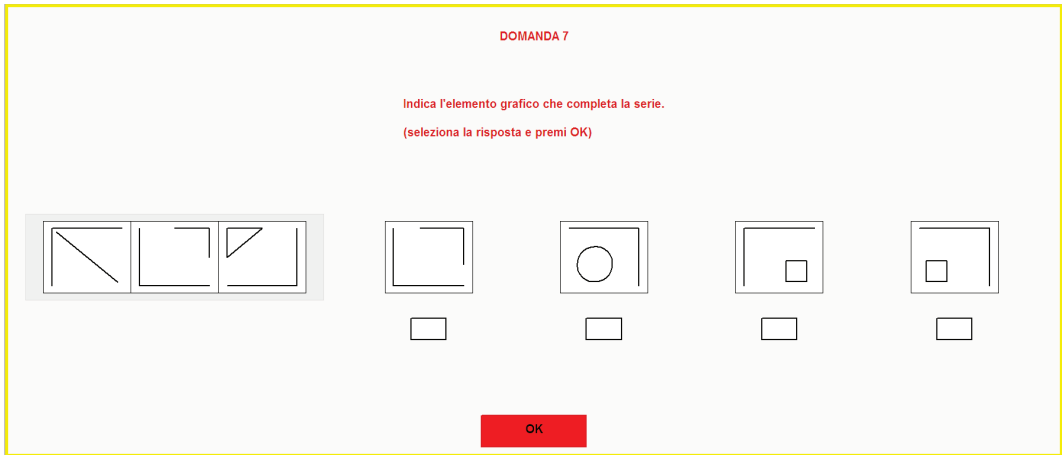 DOMANDA 7
Indica l'elemento grafico che completa la serie.
(seleziona la risposta e premi OK)
OK